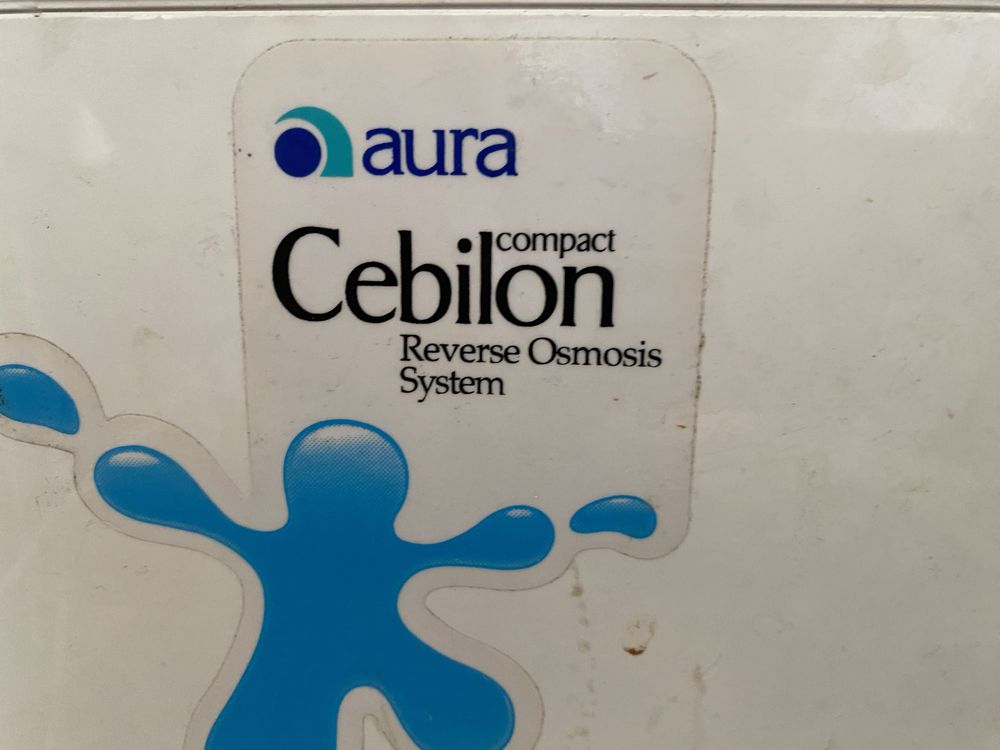 aura
compact
Cebilon
Reverse Osmosis
System